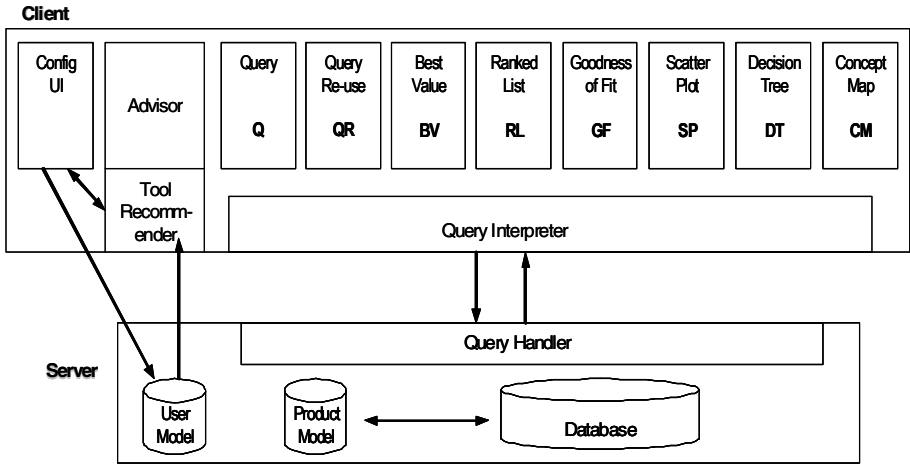 Client
Config
UI
Advisor
Query
Q
Query
Re-use
QR
Best
Value
BV
Ranked
List
RL
Goodness
of Fit
GF
Scatter
Plot
SP
Decision
Tree
DT
Concept
Map
CM
Tool
Recomm-
ender
Query Interpreter
Query Handler
Server
User
Model
Product
Model
Database